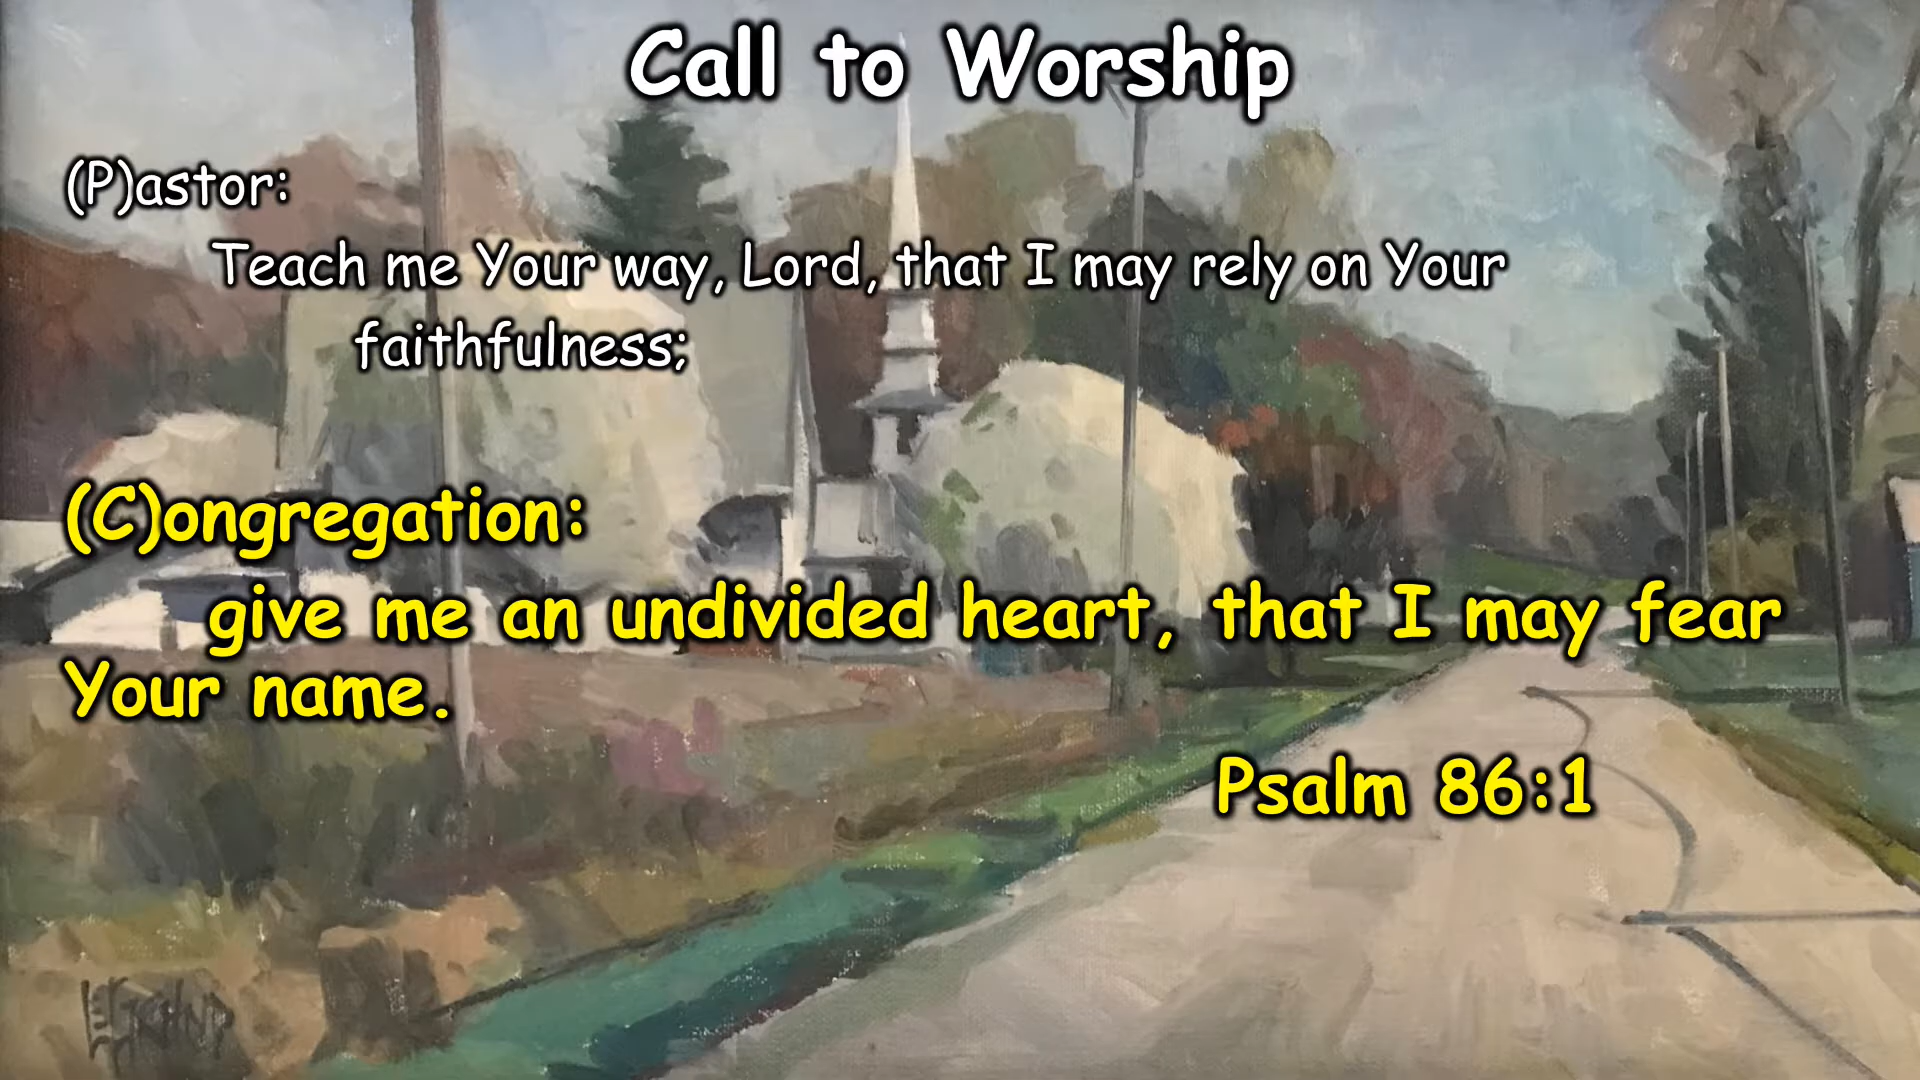 Call to Worship
(P)astor:
Teach me Your way, Lord, that I may rely on Your
faithfulness;
(C)ongregation:
give me an undivided heart, that I may fear
Your name.
Psalm 86:1